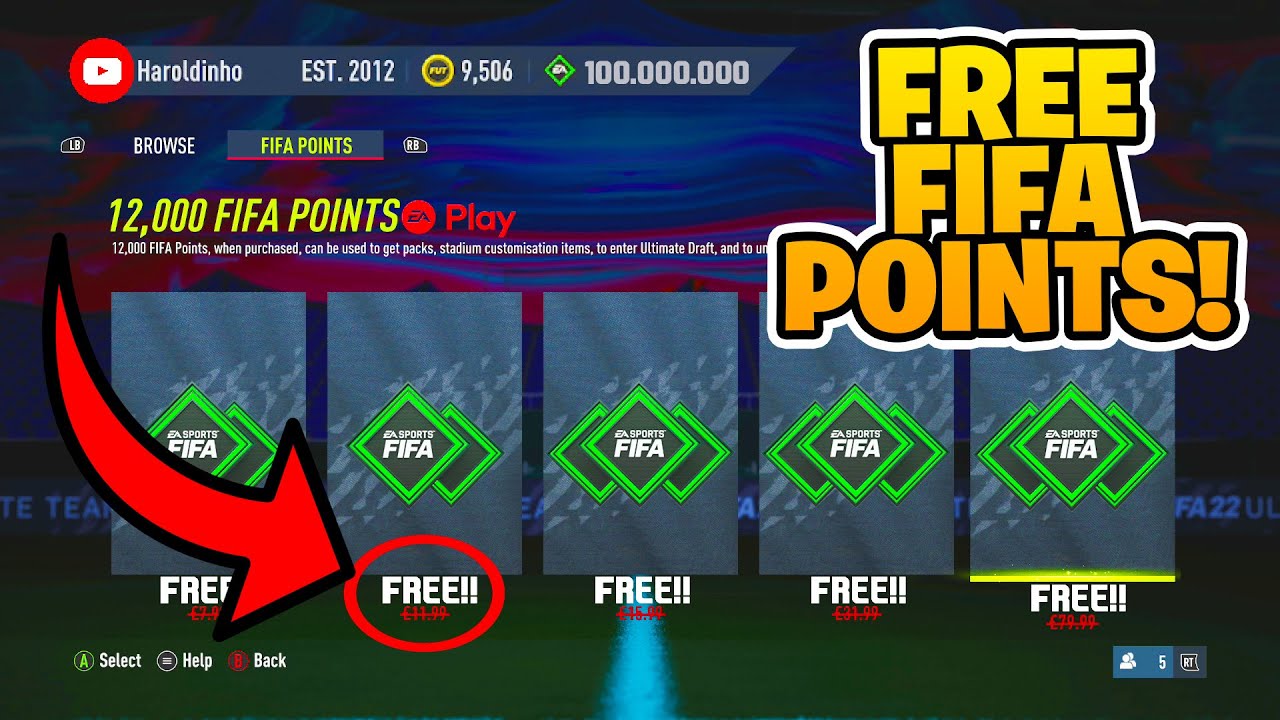 Haroldinho EST. 2012 FUT 9,506 EA 100.000.000
FREE
FIFA
POINTS!
LB BROWSE FIFA POINTS RB
12,000 FIFA POINTS EA Play
12,000 FIFA Points, when purchased, can be used to get packs, stadium customisation items, to enter Ultimate Draft, and to un
EA SPORTS FIFA
EA SPORTS FIFA
EA SPORTS FIFA
EA SPORTS FIFA
EA SPORTS FIFA
TE TEA
FA22 UL
FREE
FREE!!
FREE!!
FREE!!
FREE!!
£7.9
£11.99
£15.99
£31.99
£79.99
A Select Help B Back
5 RT